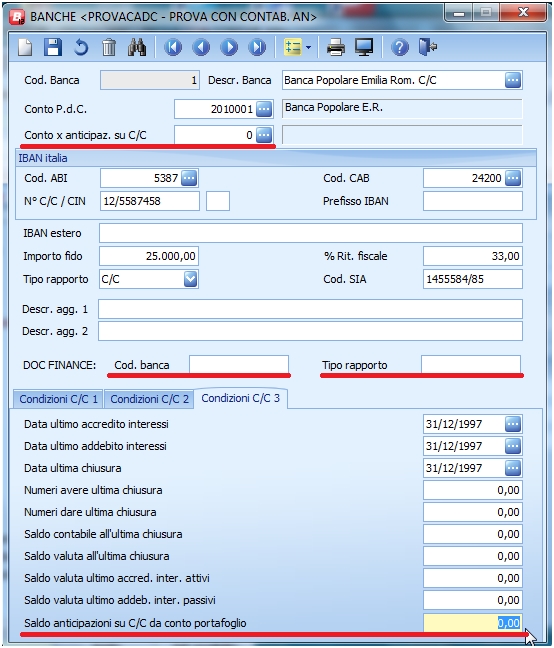 B BANCHE <PROVACADC - PROVA CON CONTAB. AN>
Cod. Banca 1 Descr. Banca Banca Popolare Emilia Rom. C/C
Conto P.d.C. 2010001 Banca Popolare E.R.
Conto x anticipaz. su C/C 0
IBAN italia
Cod. ABI 5387 Cod. CAB 24200
N° C/C / CIN 12/5587458 Prefisso IBAN
IBAN estero
Importo fido 25.000,00 % Rit. fiscale 33,00
Tipo rapporto C/C Cod. SIA 1455584/85
Descr. agg. 1
Descr. agg. 2
DOC FINANCE: Cod. banca Tipo rapporto
Condizioni C/C 1 Condizioni C/C 2 Condizioni C/C 3
Data ultimo accredito interessi 31/12/1997
Data ultimo addebito interessi 31/12/1997
Data ultima chiusura 31/12/1997
Numeri avere ultima chiusura 0,00
Numeri dare ultima chiusura 0,00
Saldo contabile all'ultima chiusura 0,00
Saldo valuta all'ultima chiusura 0,00
Saldo valuta ultimo accred. inter. attivi 0,00
Saldo valuta ultimo addeb. inter. passivi 0,00
Saldo anticipazioni su C/C da conto portafoglio 0,00